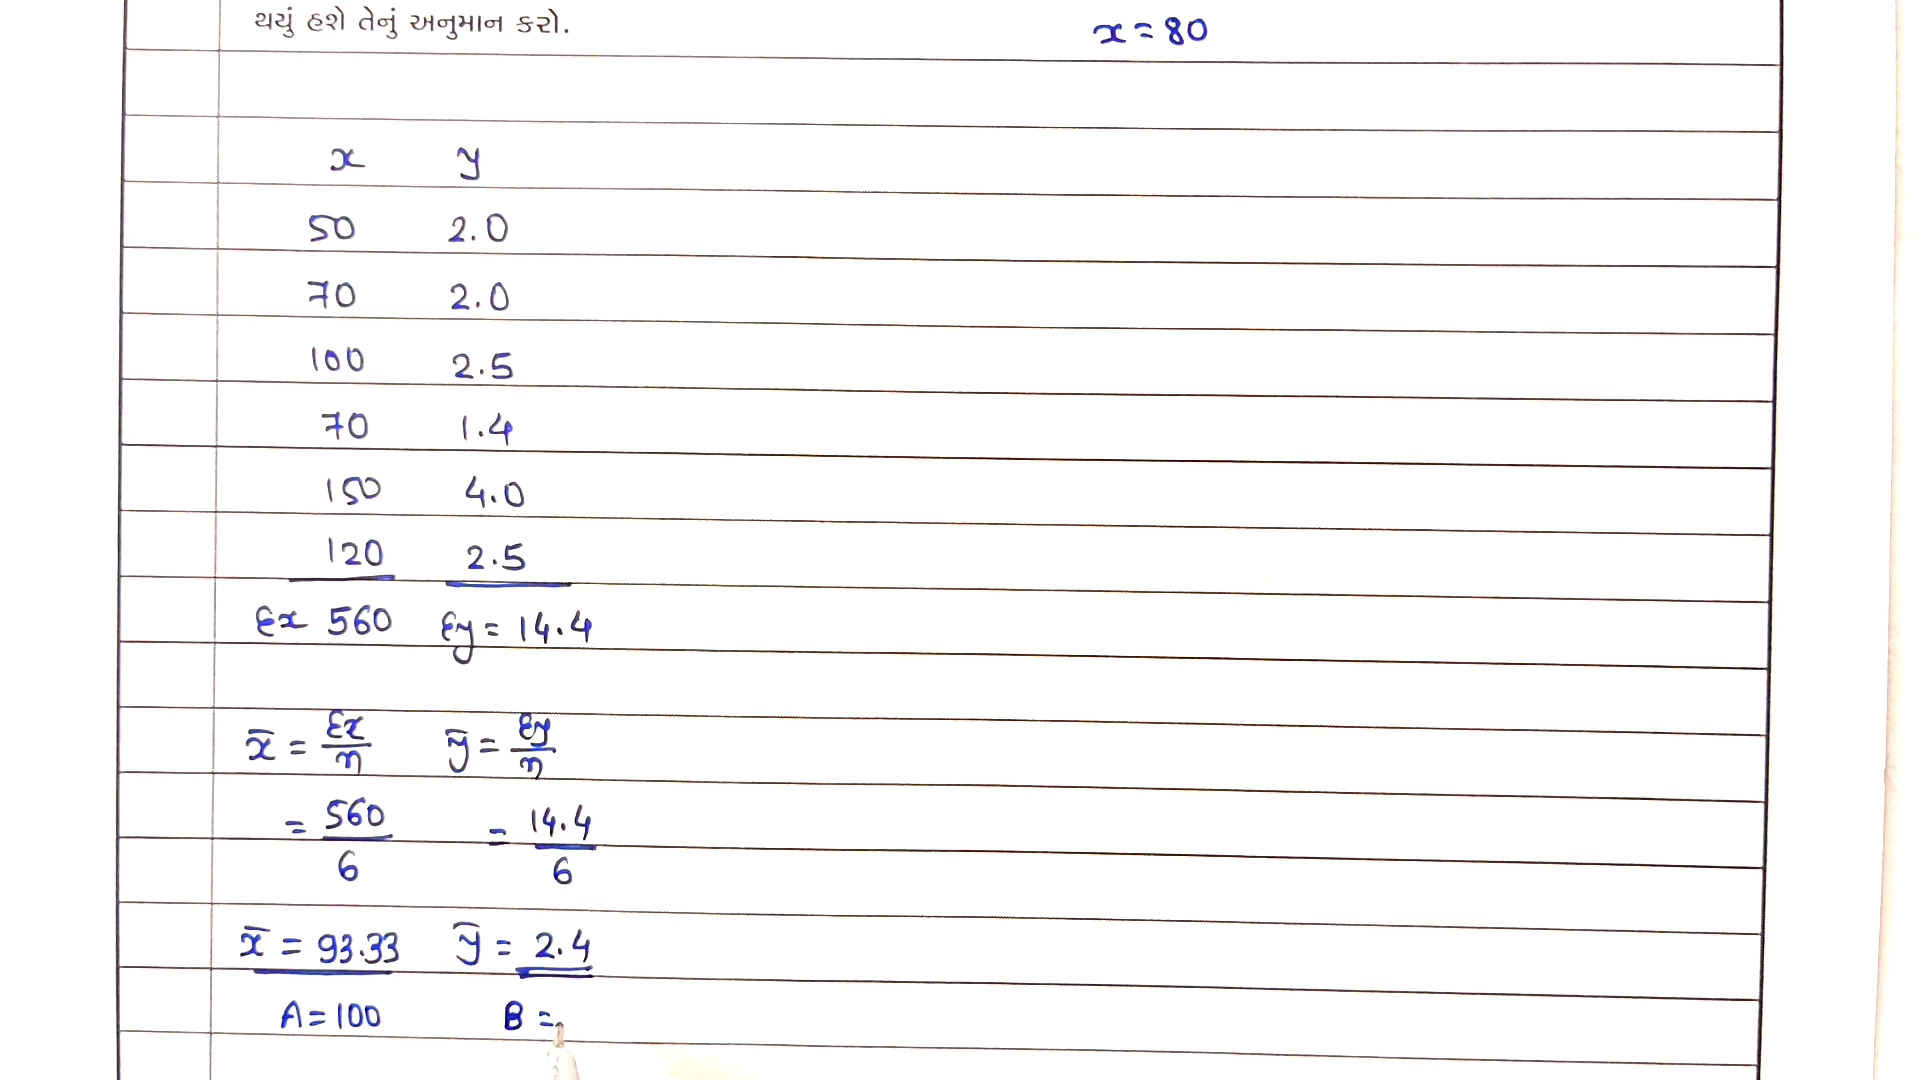 થયું હશે તેનું અનુમાન કરો. x = 80
x y
50 2.0
70 2.0
100 2.5
70 1.4
150 4.0
120 2.5
Σx 560 Σy = 14.4
x̄ = Σx/n ȳ = Σy/n
= 560/6 = 14.4/6
x̄ = 93.33 ȳ = 2.4
A = 100 B =